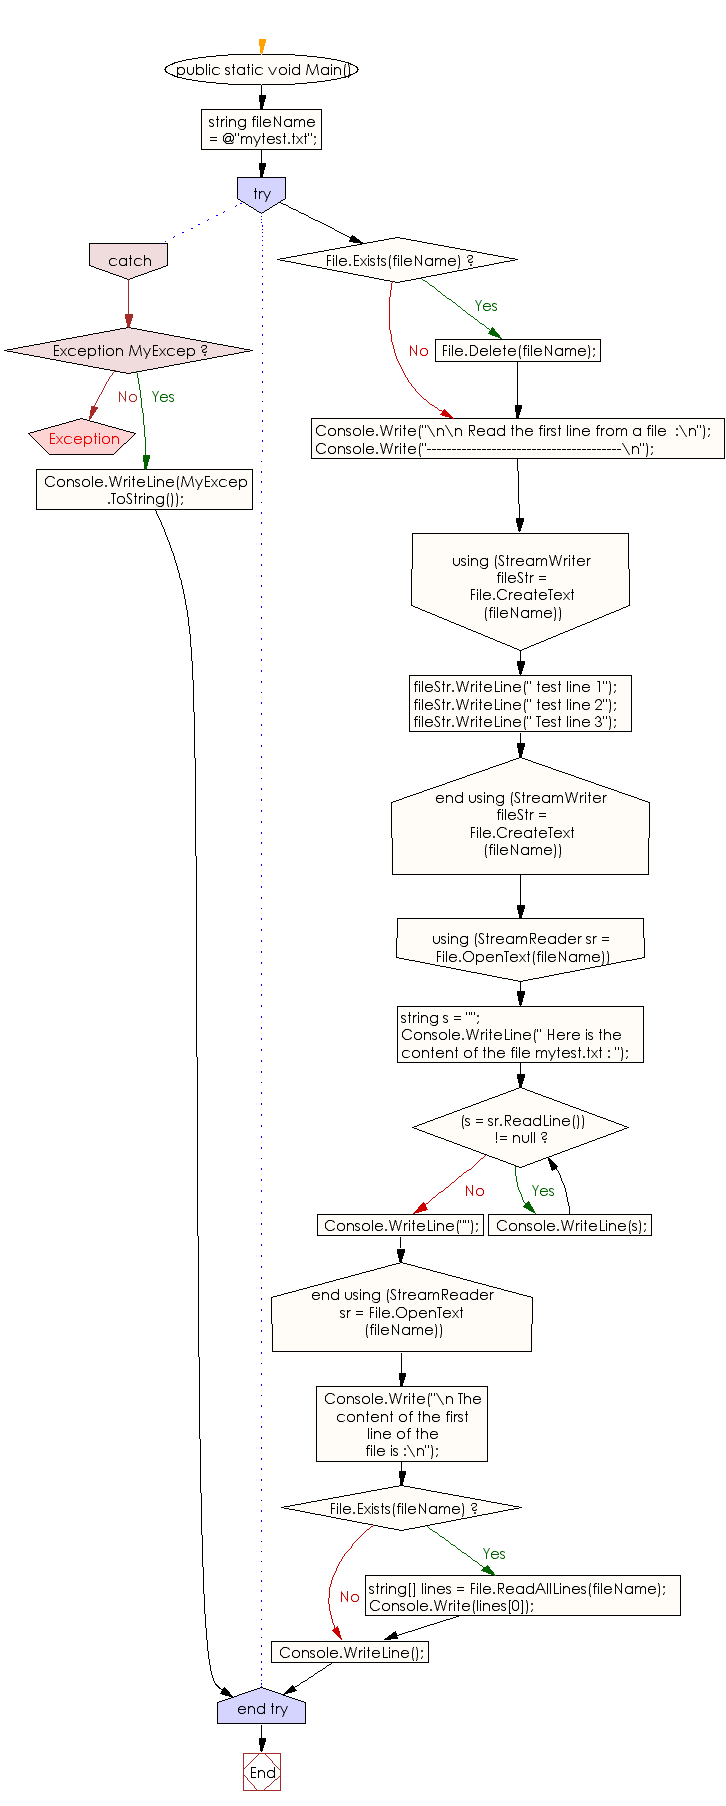 public static void Main()
string fileName
= @"mytest.txt";
try
catch
File.Exists(fileName) ?
Yes
No
File.Delete(fileName);
Exception MyExcep ?
No
Yes
Exception
Console.WriteLine(MyExcep
.ToString());
Console.Write("\n\n Read the first line from a file  :\n");
Console.Write("---------------------------------------\n");
using (StreamWriter
fileStr =
File.CreateText
(fileName))
fileStr.WriteLine(" test line 1");
fileStr.WriteLine(" test line 2");
fileStr.WriteLine(" Test line 3");
end using (StreamWriter
fileStr =
File.CreateText
(fileName))
using (StreamReader sr =
File.OpenText(fileName))
string s = "";
Console.WriteLine(" Here is the
content of the file mytest.txt : ");
(s = sr.ReadLine())
!= null ?
No
Yes
Console.WriteLine("");
Console.WriteLine(s);
end using (StreamReader
sr = File.OpenText
(fileName))
Console.Write("\n The
content of the first
line of the
file is :\n");
File.Exists(fileName) ?
Yes
No
string[] lines = File.ReadAllLines(fileName);
Console.Write(lines[0]);
Console.WriteLine();
end try
End